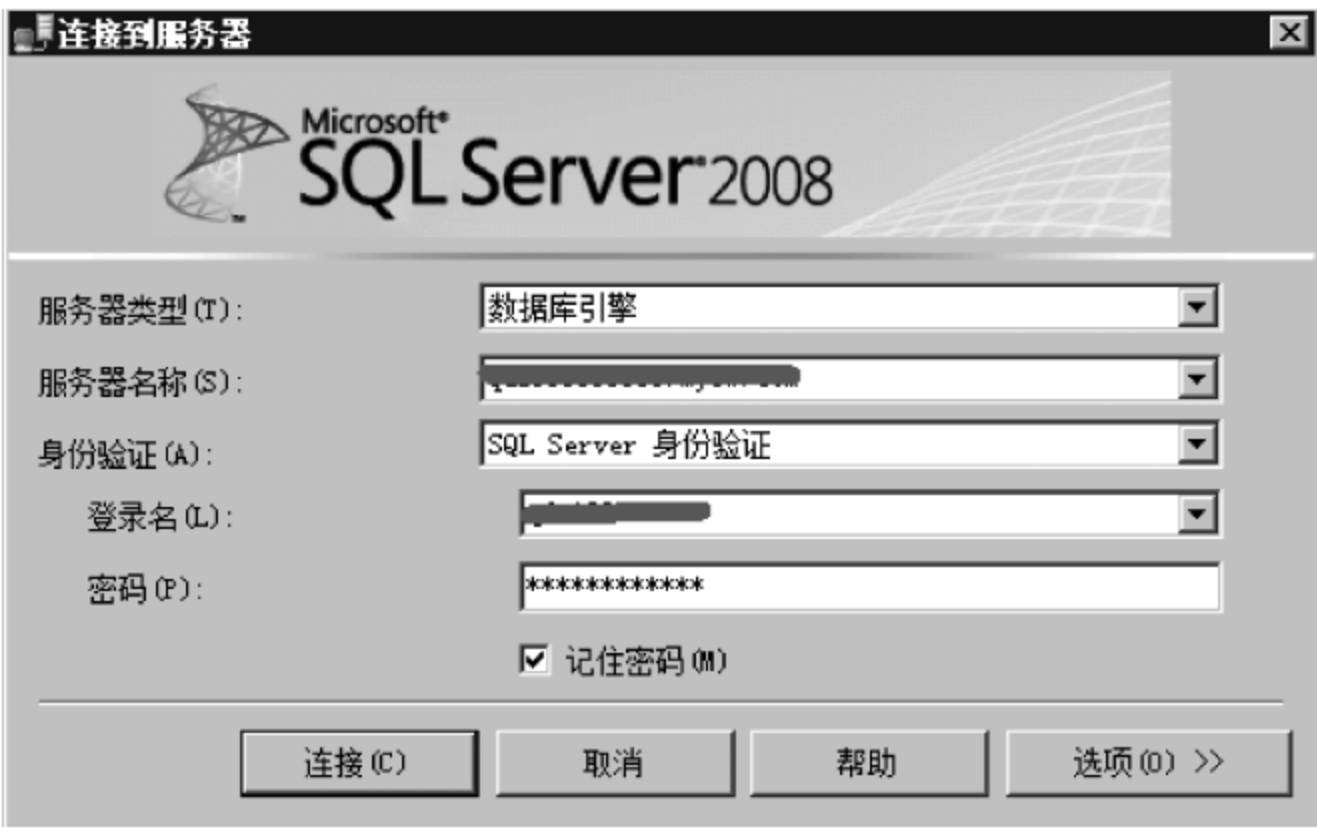 连接到服务器
Microsoft®
SQL Server® 2008
™
服务器类型(T):
数据库引擎
服务器名称(S):
身份验证(A):
SQL Server 身份验证
登录名(L):
密码(P):
************
记住密码(M)
连接(C)
取消
帮助
选项(O) >>